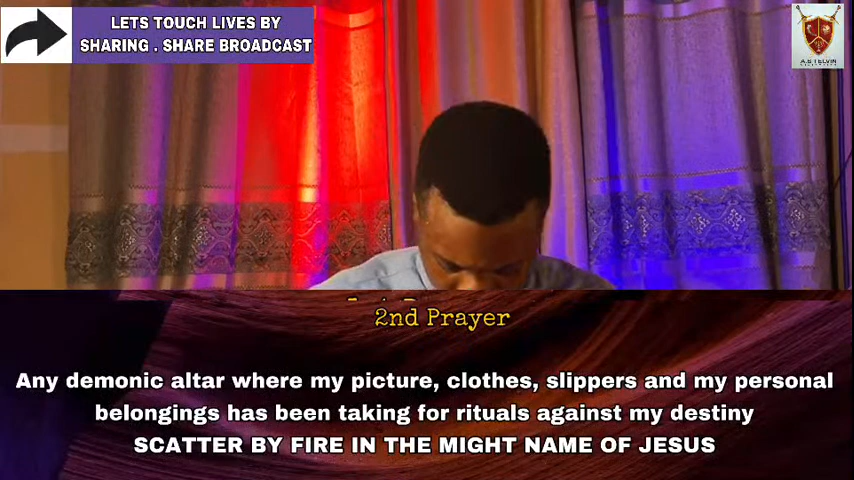 LETS TOUCH LIVES BY
SHARING . SHARE BROADCAST
2nd Prayer
Any demonic altar where my picture, clothes, slippers and my personal
belongings has been taking for rituals against my destiny
SCATTER BY FIRE IN THE MIGHT NAME OF JESUS